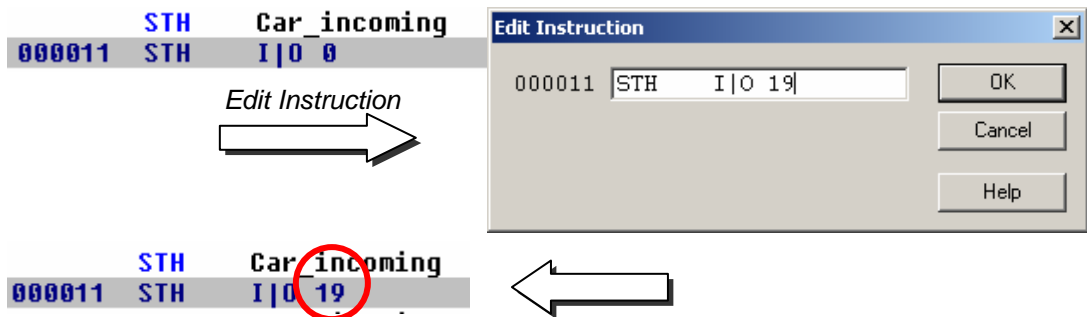 STH Car_incoming
000011 STH I|O 0
Edit Instruction
Edit Instruction
000011 STH I|O 19
OK
Cancel
Help
STH Car_incoming
000011 STH I|O 19